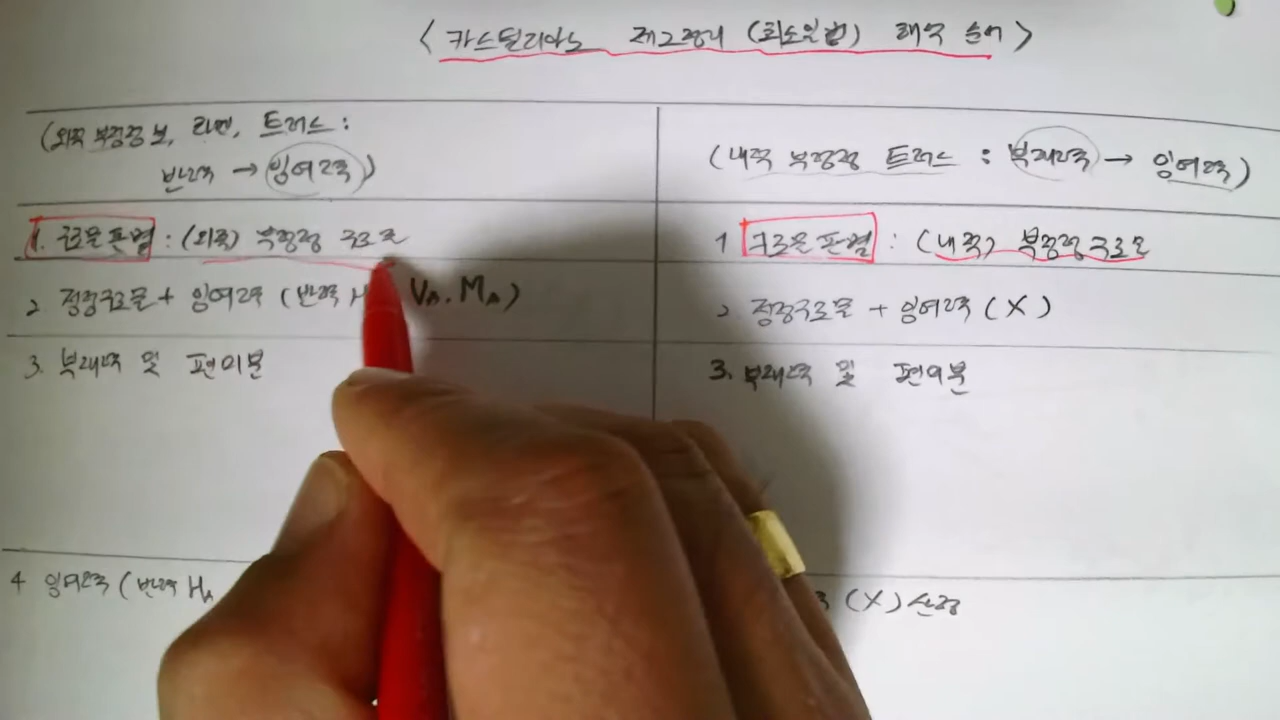 <카스틸리아노 제2정리 (최소일법) 해석 순서>
(외적 부정정 보, 라멘, 트러스 :
반력 → 잉여력)
(내적 부정정 트러스 : 부재력 → 잉여력)
1. 구조물 판별 : (외적) 부정정 구조
1 구조물 판별 : (내적) 부정정구조
2 정정구조물 + 잉여력 (반력 H V_A. M_A)
2 정정구조물 + 잉여력 (X)
3. 부재력 및 편미분
3. 부재력 및 편미분
4 잉여력 (반력 H_A
(X) 산정